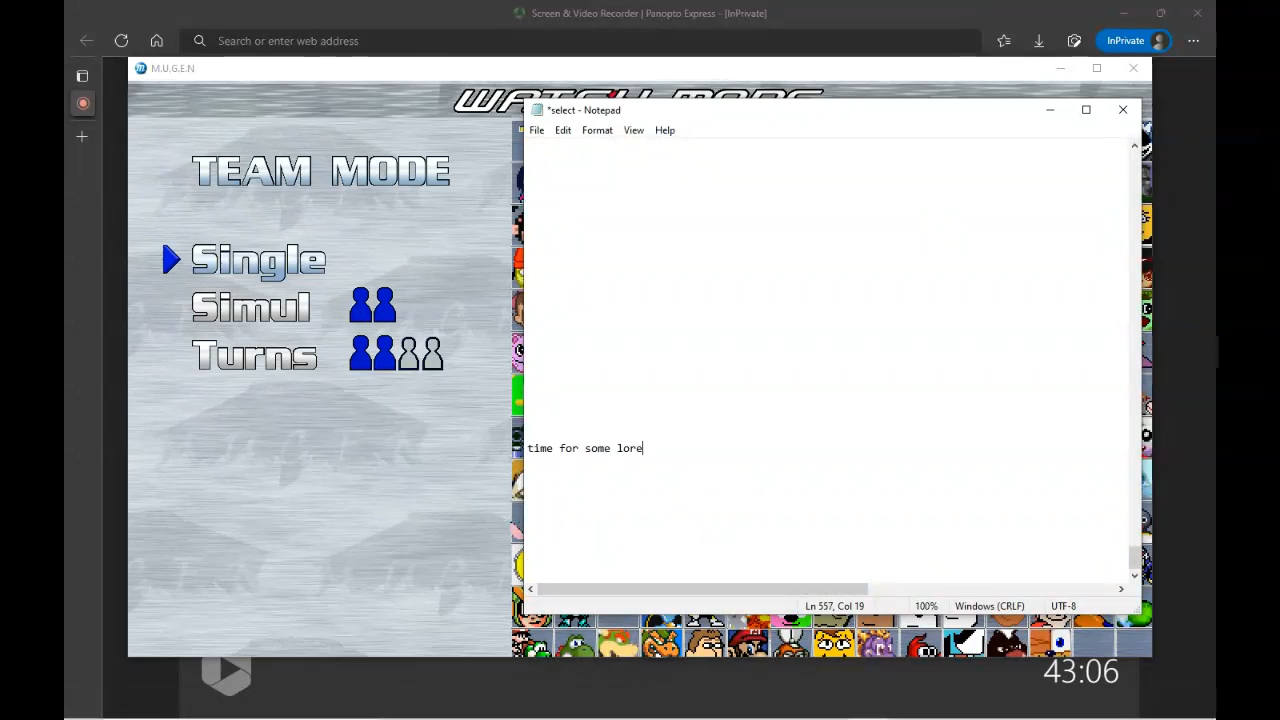 Screen & Video Recorder | Panopto Express - [InPrivate]
Search or enter web address
InPrivate
M.U.G.E.N
WATCH MODE
*select - Notepad
File Edit Format View Help
TEAM MODE
Single
Simul
Turns
time for some lore
Ln 557, Col 19 100% Windows (CRLF) UTF-8
43:06